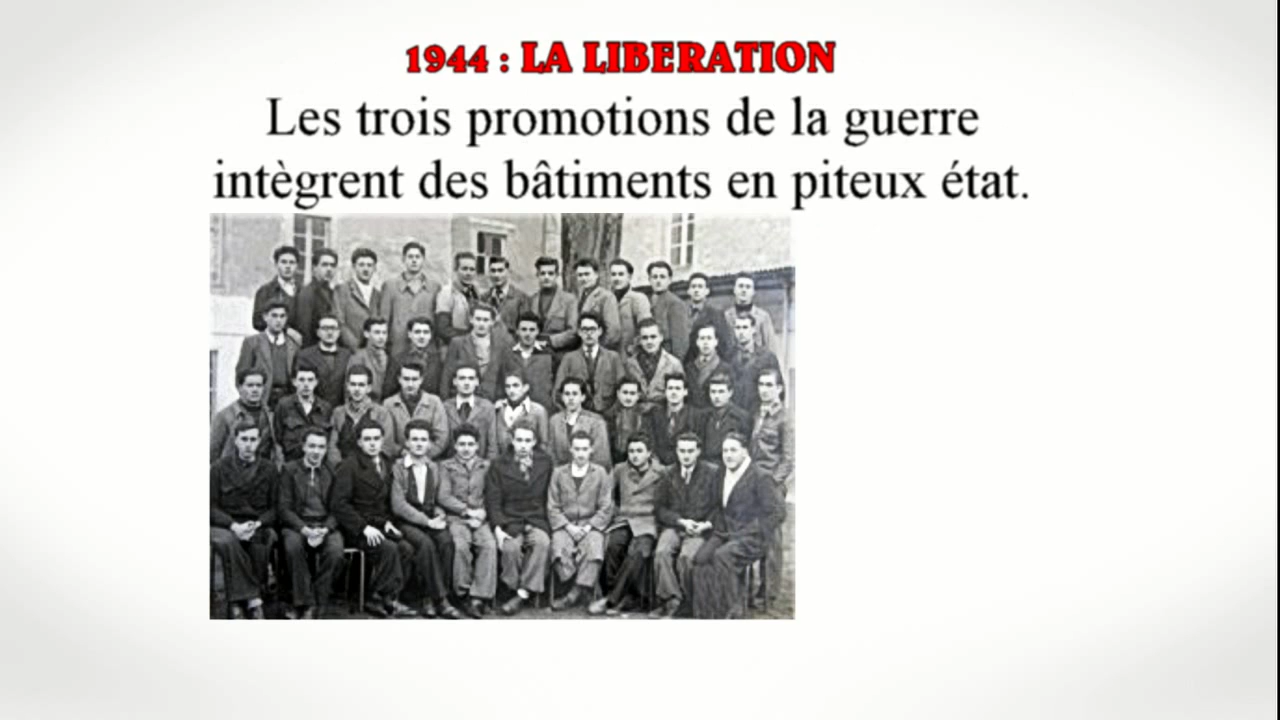 1944 : LA LIBERATION
Les trois promotions de la guerre
intègrent des bâtiments en piteux état.